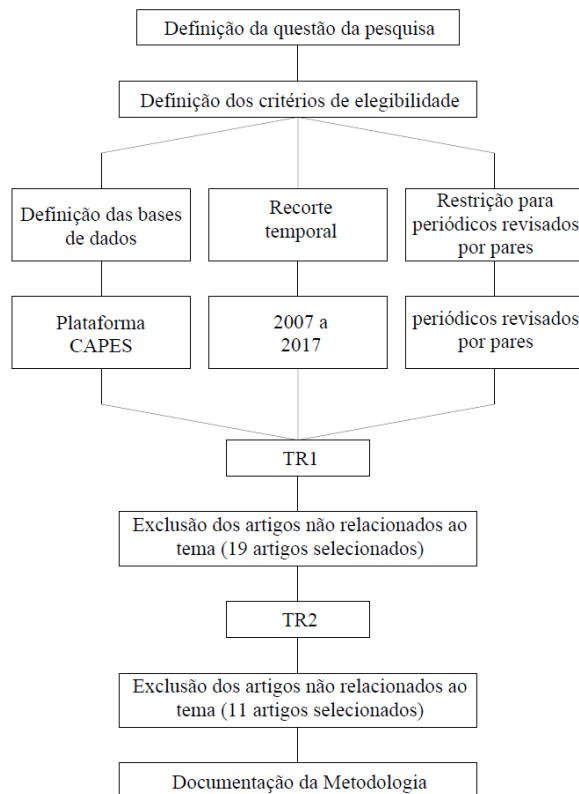 Definição da questão da pesquisa
Definição dos critérios de elegibilidade
Definição das bases
de dados
Recorte
temporal
Restrição para
periódicos revisados
por pares
Plataforma
CAPES
2007 a
2017
periódicos revisados
por pares
TR1
Exclusão dos artigos não relacionados ao
tema (19 artigos selecionados)
TR2
Exclusão dos artigos não relacionados ao
tema (11 artigos selecionados)
Documentação da Metodologia